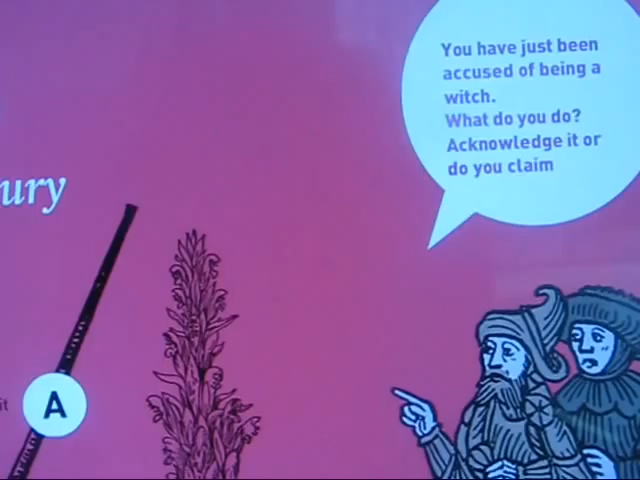 You have just been
accused of being a
witch.
What do you do?
Acknowledge it or
do you claim
ury
it
A